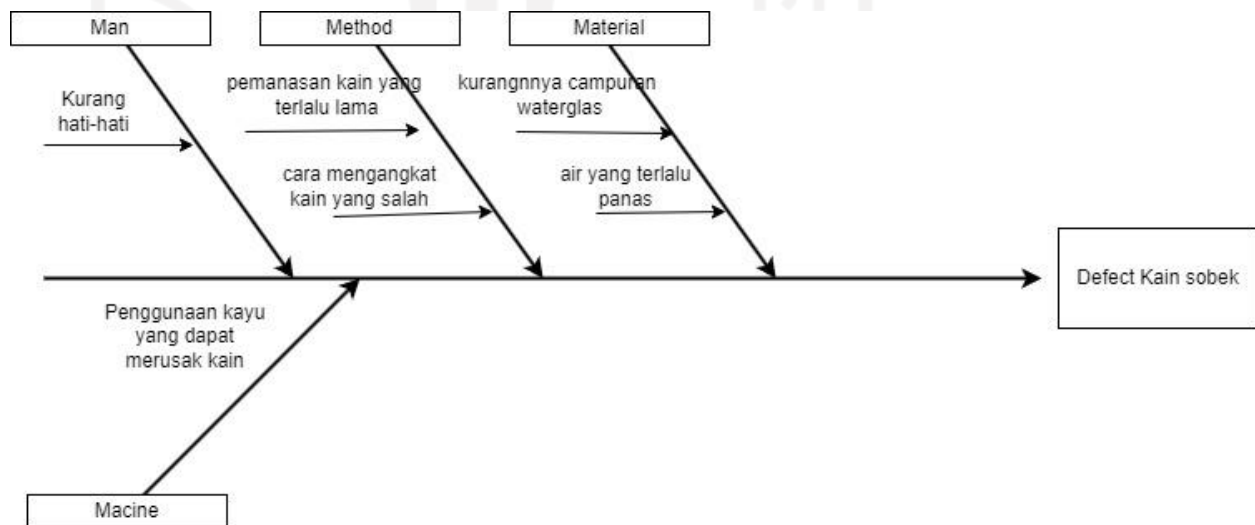 Man
Method
Material
Kurang
hati-hati
pemanasan kain yang
terlalu lama
cara mengangkat
kain yang salah
kurangnnya campuran
waterglas
air yang terlalu
panas
Defect Kain sobek
Penggunaan kayu
yang dapat
merusak kain
Macine